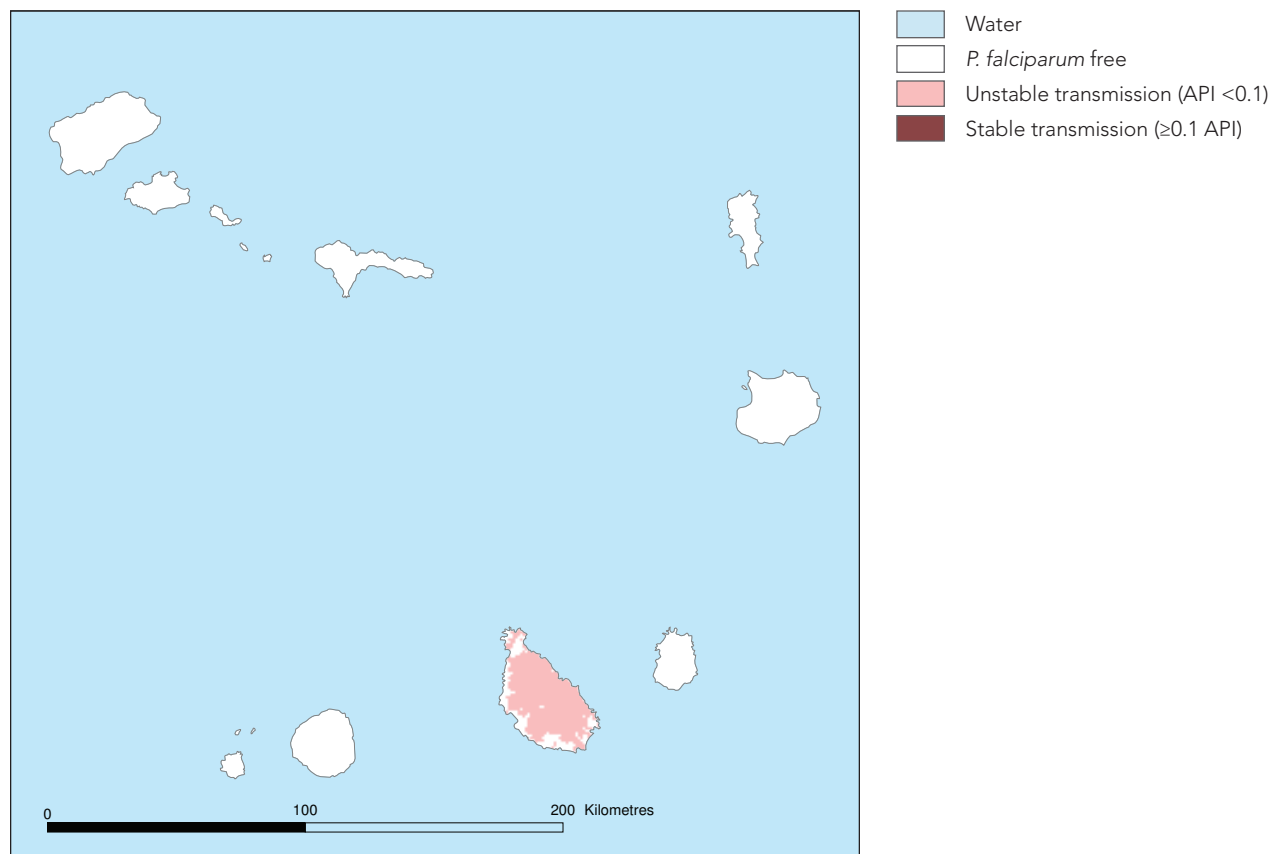 Water
P. falciparum free
Unstable transmission (API <0.1)
Stable transmission (≥0.1 API)
0 100 200 Kilometres